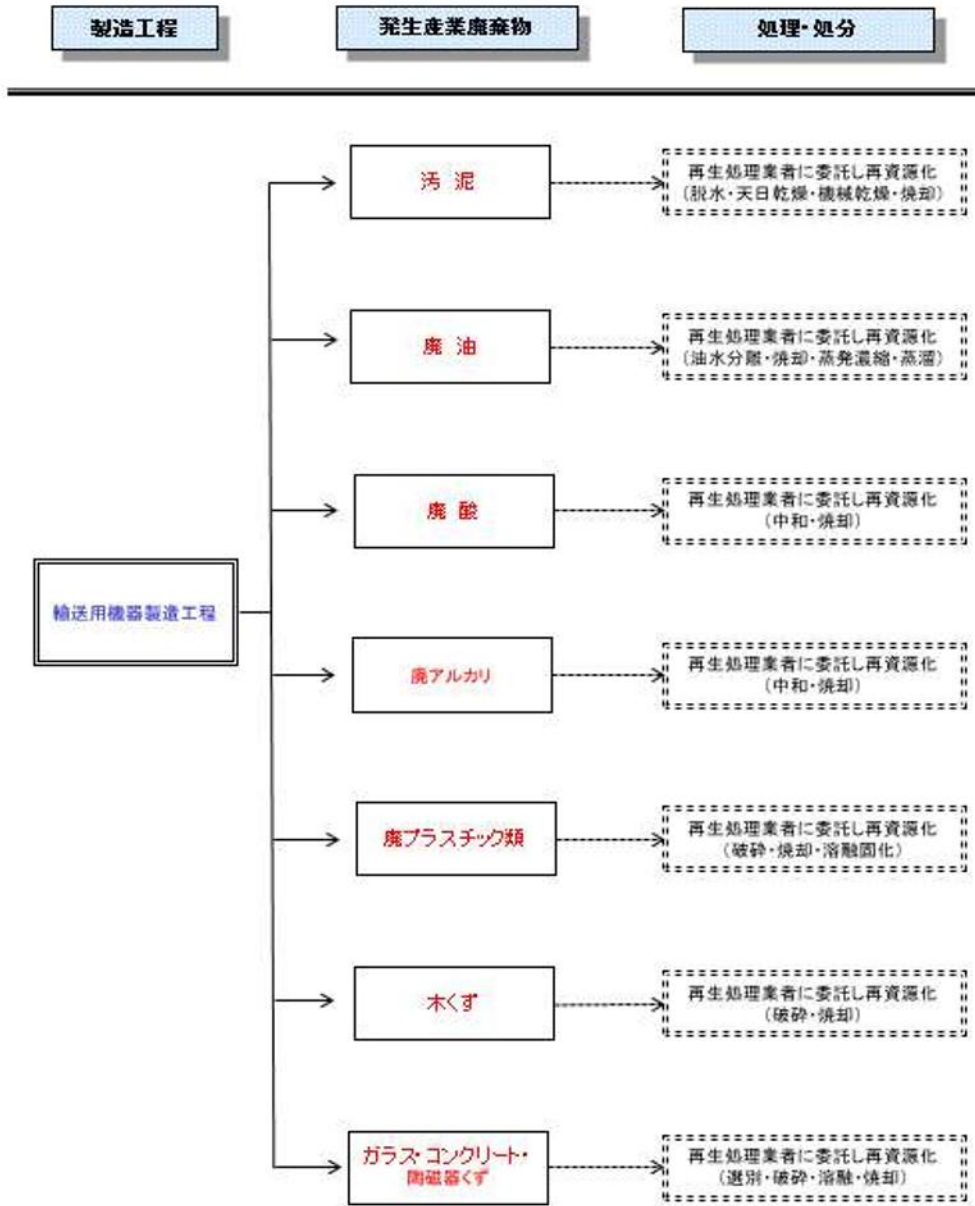 製造工程
発生産業廃棄物
処理・処分
汚泥
再生処理業者に委託し再資源化
(脱水・天日乾燥・機械乾燥・焼却)
廃油
再生処理業者に委託し再資源化
(油水分離・焼却・蒸発濃縮・蒸溜)
廃酸
再生処理業者に委託し再資源化
(中和・焼却)
輸送用機器製造工程
廃アルカリ
再生処理業者に委託し再資源化
(中和・焼却)
廃プラスチック類
再生処理業者に委託し再資源化
(破砕・焼却・溶融固化)
木くず
再生処理業者に委託し再資源化
(破砕・焼却)
ガラス・コンクリート・
陶磁器くず
再生処理業者に委託し再資源化
(選別・破砕・溶融・焼却)